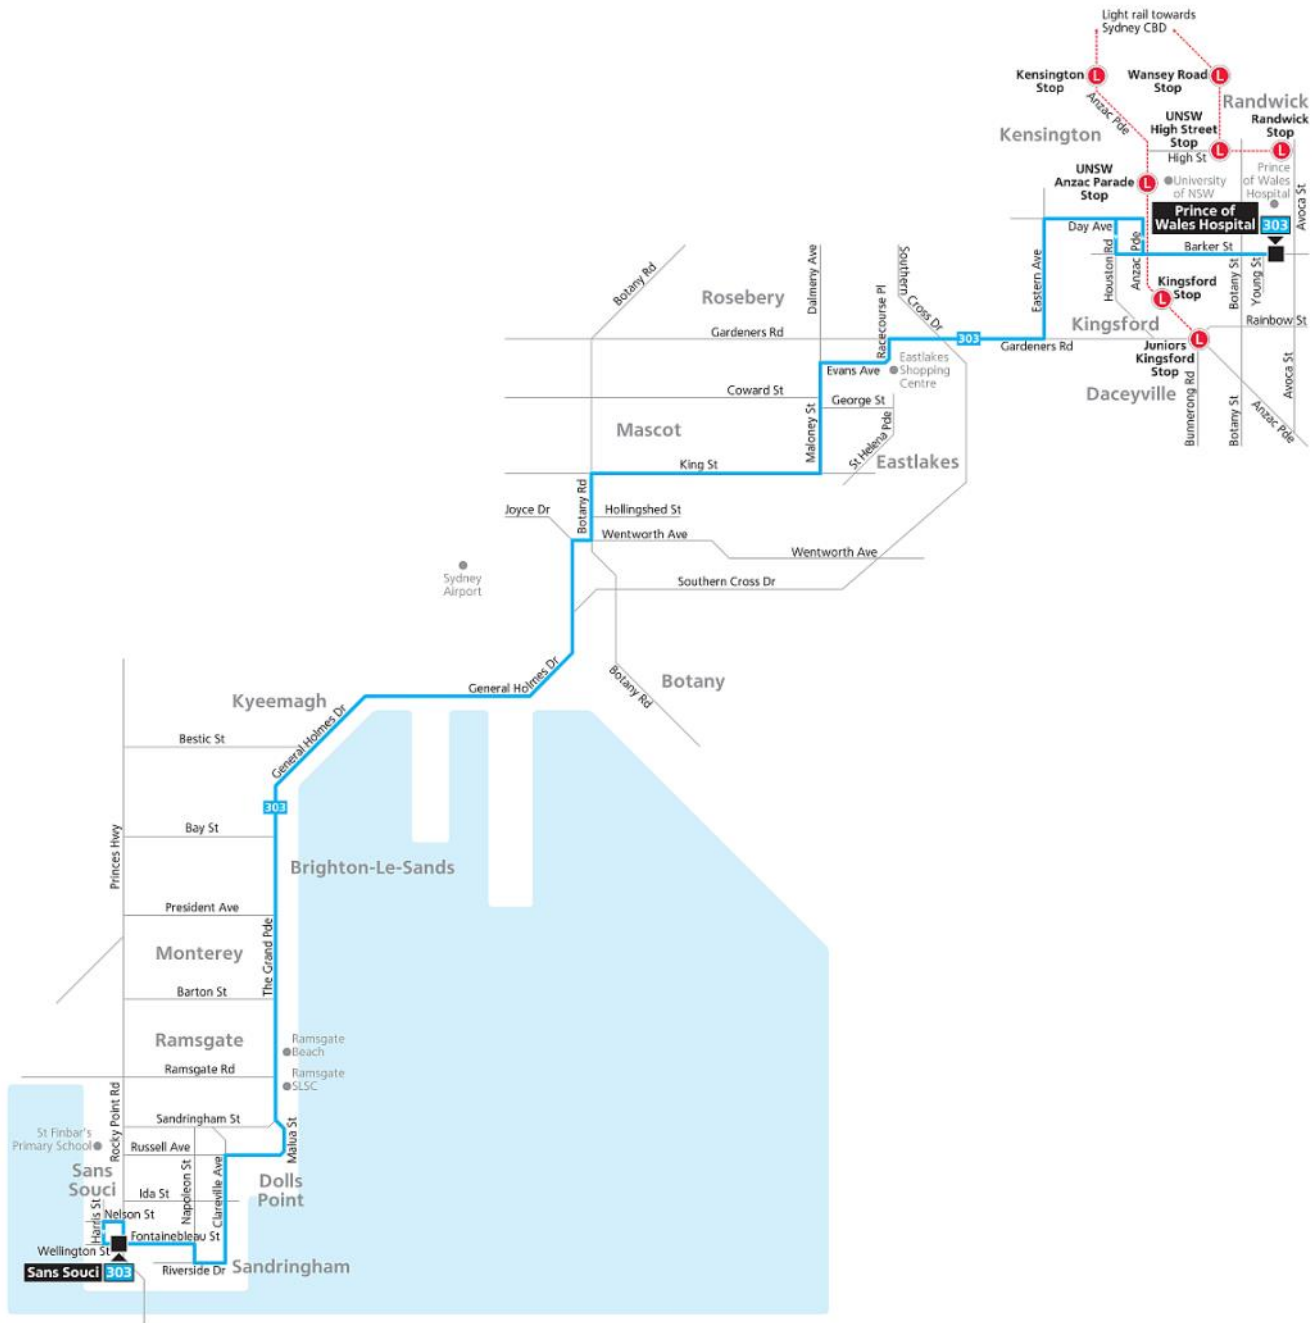 Light rail towards
Sydney CBD
Kensington
Stop
Wansey Road
Stop
Randwick
Anzac Pde
UNSW
High Street
Stop
Randwick
Stop
Kensington
High St
UNSW
Anzac Parade
Stop
University
of NSW
Prince
of Wales
Hospital
Avoca St
Prince of
Wales Hospital
303
Day Ave
Houston Rd
Anzac Pde
Barker St
Eastern Ave
Botany St
Young St
Kingsford
Stop
Kingsford
Rainbow St
Gardeners Rd
Juniors
Kingsford
Stop
Daceyville
Bunnerong Rd
Botany St
Avoca St
Anzac Pde
Botany Rd
Rosebery
Dalmeny Ave
Racecourse Pl
Southern
Cross Dr
Gardeners Rd
303
Evans Ave
Eastlakes
Shopping
Centre
Coward St
George St
Maloney St
Mascot
St Helena Pde
Eastlakes
King St
Joyce Dr
Botany Rd
Hollingshed St
Wentworth Ave
Wentworth Ave
Sydney
Airport
Southern Cross Dr
General Holmes Dr
Botany Rd
Botany
Kyeemagh
General Holmes Dr
Bestic St
303
Bay St
Princes Hwy
Brighton-Le-Sands
President Ave
Monterey
The Grand Pde
Barton St
Ramsgate
Ramsgate
Beach
Ramsgate Rd
Ramsgate
SLSC
Rocky Point Rd
Sandringham St
St Finbar's
Primary School
Russell Ave
Malua St
Sans
Souci
Napoleon St
Clareville Ave
Dolls
Point
Ida St
Harris St
Nelson St
Fontainebleau St
Wellington St
Sans Souci
303
Riverside Dr
Sandringham